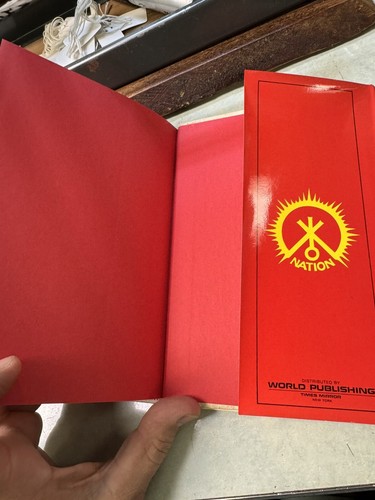 NATION
DISTRIBUTED BY
WORLD PUBLISHING
TIMES MIRROR
NEW YORK